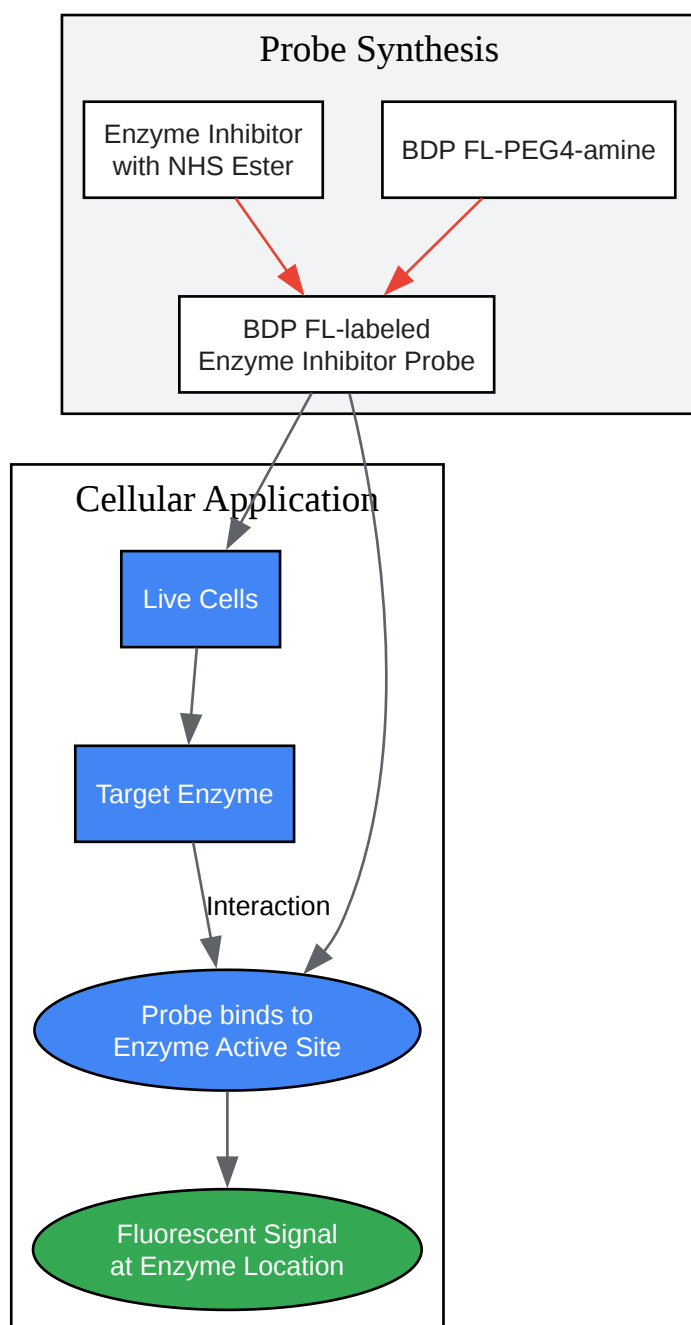 Probe Synthesis
Enzyme Inhibitor
with NHS Ester
BDP FL-PEG4-amine
BDP FL-labeled
Enzyme Inhibitor Probe
Cellular Application
Live Cells
Target Enzyme
Interaction
Probe binds to
Enzyme Active Site
Fluorescent Signal
at Enzyme Location